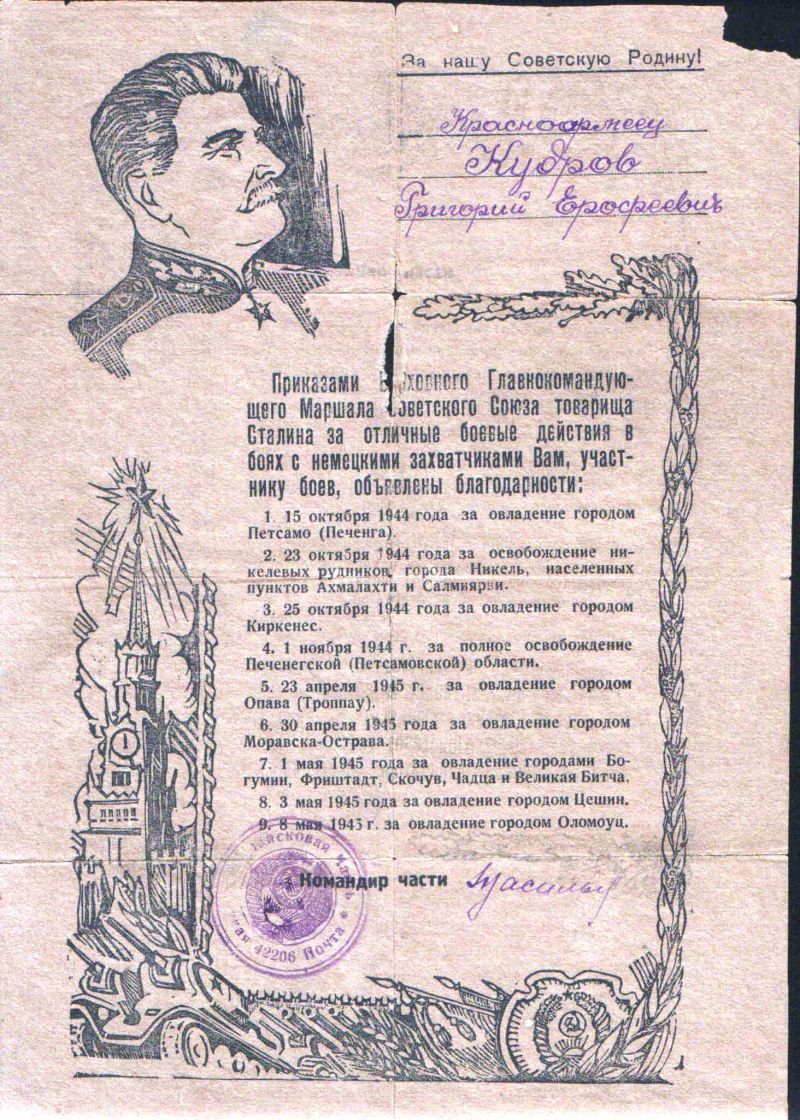 За нашу Советскую Родину!
Красноармеец
Кудров
Григорий Ерофеевич
Приказами Верховного Главнокомандую-
щего Маршала Советского Союза товарища
Сталина за отличные боевые действия в
боях с немецкими захватчиками Вам, участ-
нику боев, объявлены благодарности:
1. 15 октября 1944 года за овладение городом
Петсамо (Печенга).
2. 23 октября 1944 года за освобождение ни-
келевых рудников, города Никель, населенных
пунктов Ахмалахти и Салмиярви.
3. 25 октября 1944 года за овладение городом
Киркенес.
4. 1 ноября 1944 г. за полное освобождение
Печенегской (Петсамовской) области.
5. 23 апреля 1945 г. за овладение городом
Опава (Троппау).
6. 30 апреля 1945 года за овладение городом
Моравска-Острава.
7. 1 мая 1945 года за овладение городами Бо-
гумин, Фриштадт, Скочув, Чадца и Великая Битча.
8. 3 мая 1945 года за овладение городом Цешин.
9. 8 мая 1945 г. за овладение городом Оломоуц.
Командир части
42206 Почта